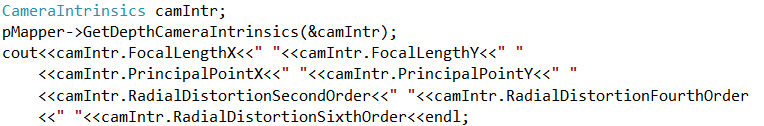 CameraIntrinsics camIntr;
pMapper->GetDepthCameraIntrinsics(&camIntr);
cout<<camIntr.FocalLengthX<<" "<<camIntr.FocalLengthY<<" "
    <<camIntr.PrincipalPointX<<" "<<camIntr.PrincipalPointY<<" "
    <<camIntr.RadialDistortionSecondOrder<<" "<<camIntr.RadialDistortionFourthOrder
    <<" "<<camIntr.RadialDistortionSixthOrder<<endl;